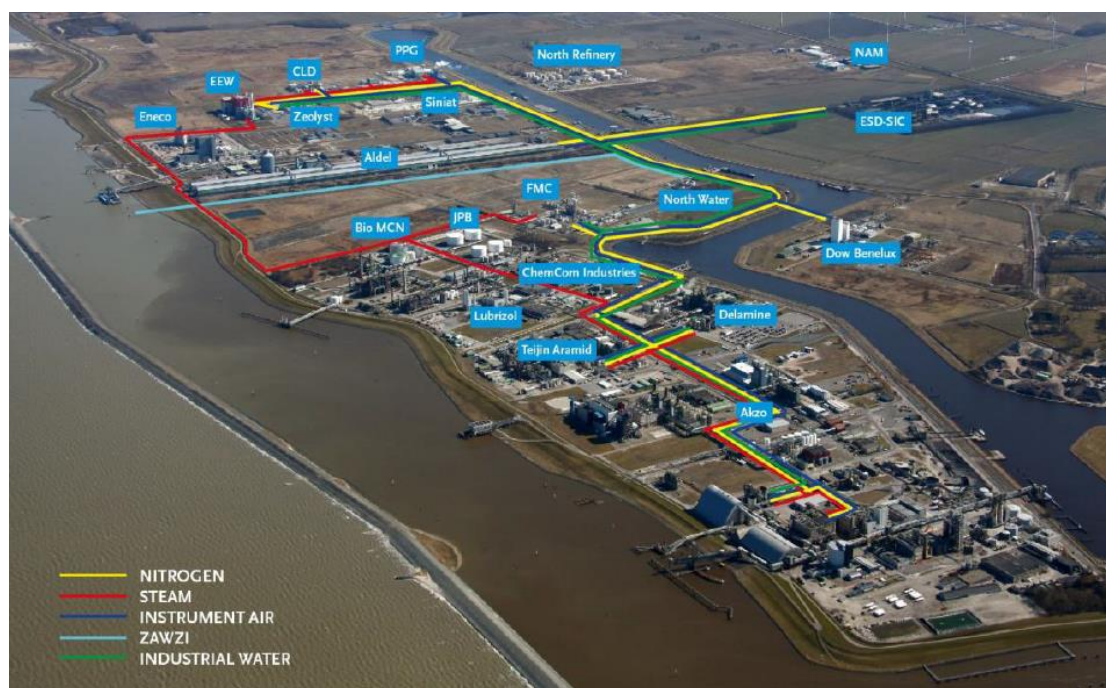 PPG
North Refinery
NAM
CLD
EEW
Siniat
Zeolyst
Eneco
ESD-SIC
Aldel
FMC
North Water
JPB
Bio MCN
Dow Benelux
ChemCom Industries
Lubrizol
Delamine
Teijin Aramid
Akzo
NITROGEN
STEAM
INSTRUMENT AIR
ZAWZI
INDUSTRIAL WATER